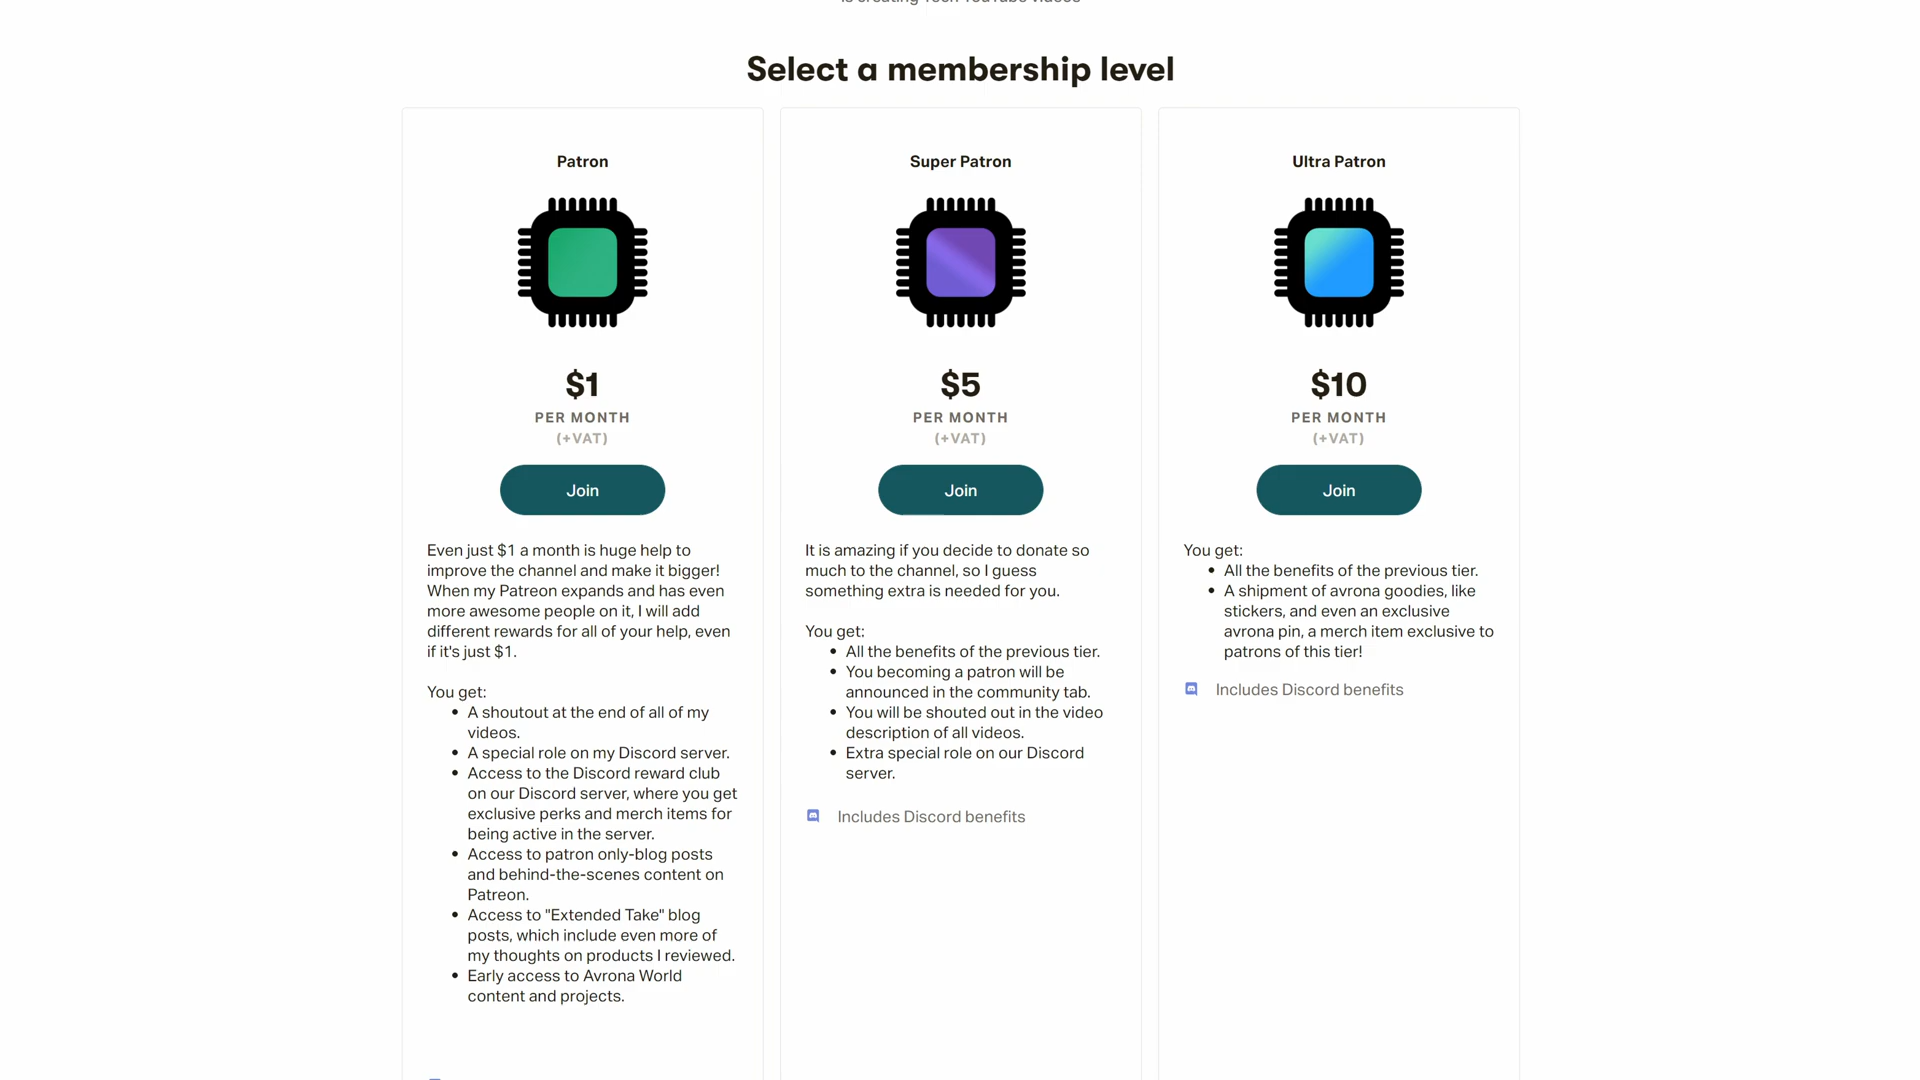 is creating Tech YouTube videos
Select a membership level
Patron
$1
PER MONTH
(+VAT)
Join
Even just $1 a month is huge help to
improve the channel and make it bigger!
When my Patreon expands and has even
more awesome people on it, I will add
different rewards for all of your help, even
if it's just $1.
You get:
• A shoutout at the end of all of my
videos.
• A special role on my Discord server.
• Access to the Discord reward club
on our Discord server, where you get
exclusive perks and merch items for
being active in the server.
• Access to patron only-blog posts
and behind-the-scenes content on
Patreon.
• Access to "Extended Take" blog
posts, which include even more of
my thoughts on products I reviewed.
• Early access to Avrona World
content and projects.
Super Patron
$5
PER MONTH
(+VAT)
Join
It is amazing if you decide to donate so
much to the channel, so I guess
something extra is needed for you.
You get:
• All the benefits of the previous tier.
• You becoming a patron will be
announced in the community tab.
• You will be shouted out in the video
description of all videos.
• Extra special role on our Discord
server.
Includes Discord benefits
Ultra Patron
$10
PER MONTH
(+VAT)
Join
You get:
• All the benefits of the previous tier.
• A shipment of avrona goodies, like
stickers, and even an exclusive
avrona pin, a merch item exclusive to
patrons of this tier!
Includes Discord benefits